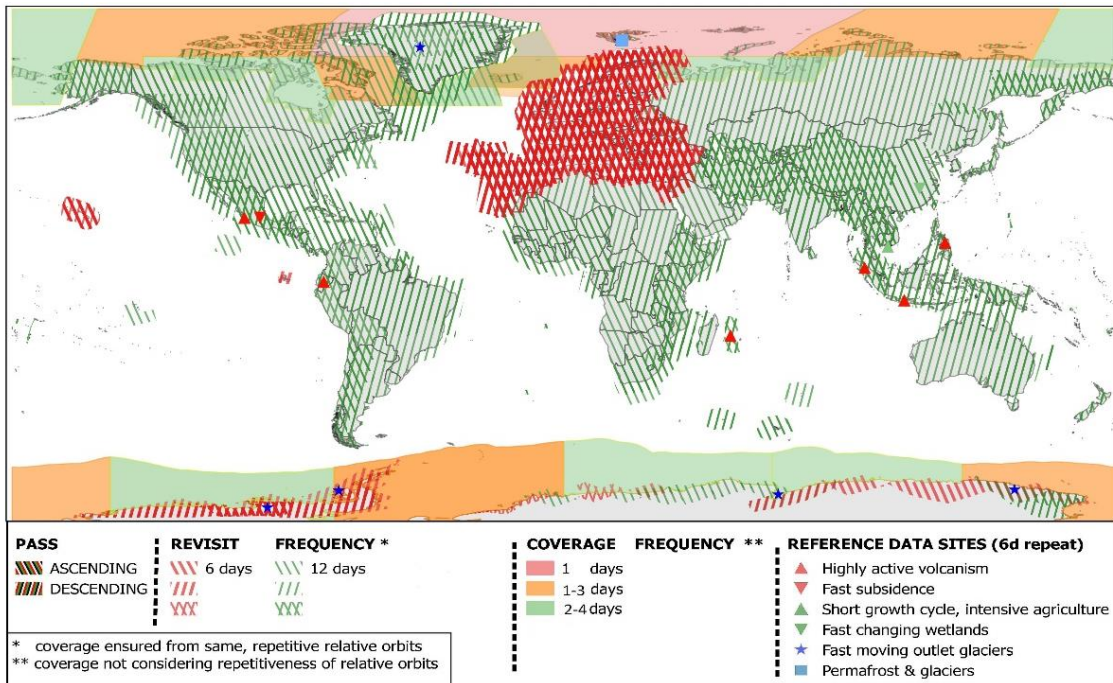 PASS
ASCENDING
DESCENDING
REVISIT FREQUENCY *
6 days 12 days
COVERAGE FREQUENCY **
1 days
1-3 days
2-4 days
REFERENCE DATA SITES (6d repeat)
Highly active volcanism
Fast subsidence
Short growth cycle, intensive agriculture
Fast changing wetlands
Fast moving outlet glaciers
Permafrost & glaciers
* coverage ensured from same, repetitive relative orbits
** coverage not considering repetitiveness of relative orbits